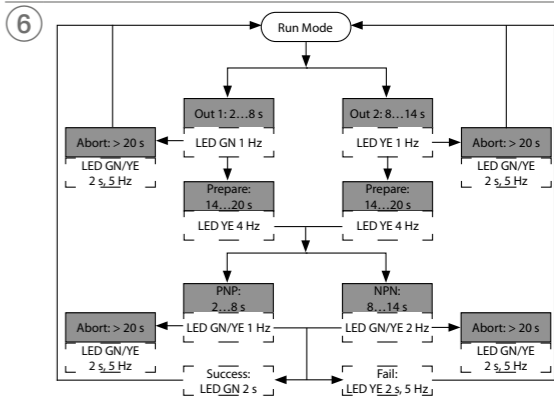 6
Run Mode
Out 1: 2...8 s
Out 2: 8...14 s
LED GN 1 Hz
LED YE 1 Hz
Abort: > 20 s
Abort: > 20 s
LED GN/YE
2 s, 5 Hz
LED GN/YE
2 s, 5 Hz
Prepare:
14...20 s
Prepare:
14...20 s
LED YE 4 Hz
LED YE 4 Hz
PNP:
2...8 s
NPN:
8...14 s
LED GN/YE 1 Hz
LED GN/YE 2 Hz
Abort: > 20 s
Abort: > 20 s
LED GN/YE
2 s, 5 Hz
LED GN/YE
2 s, 5 Hz
Success:
LED GN 2 s
Fail:
LED YE 2 s, 5 Hz